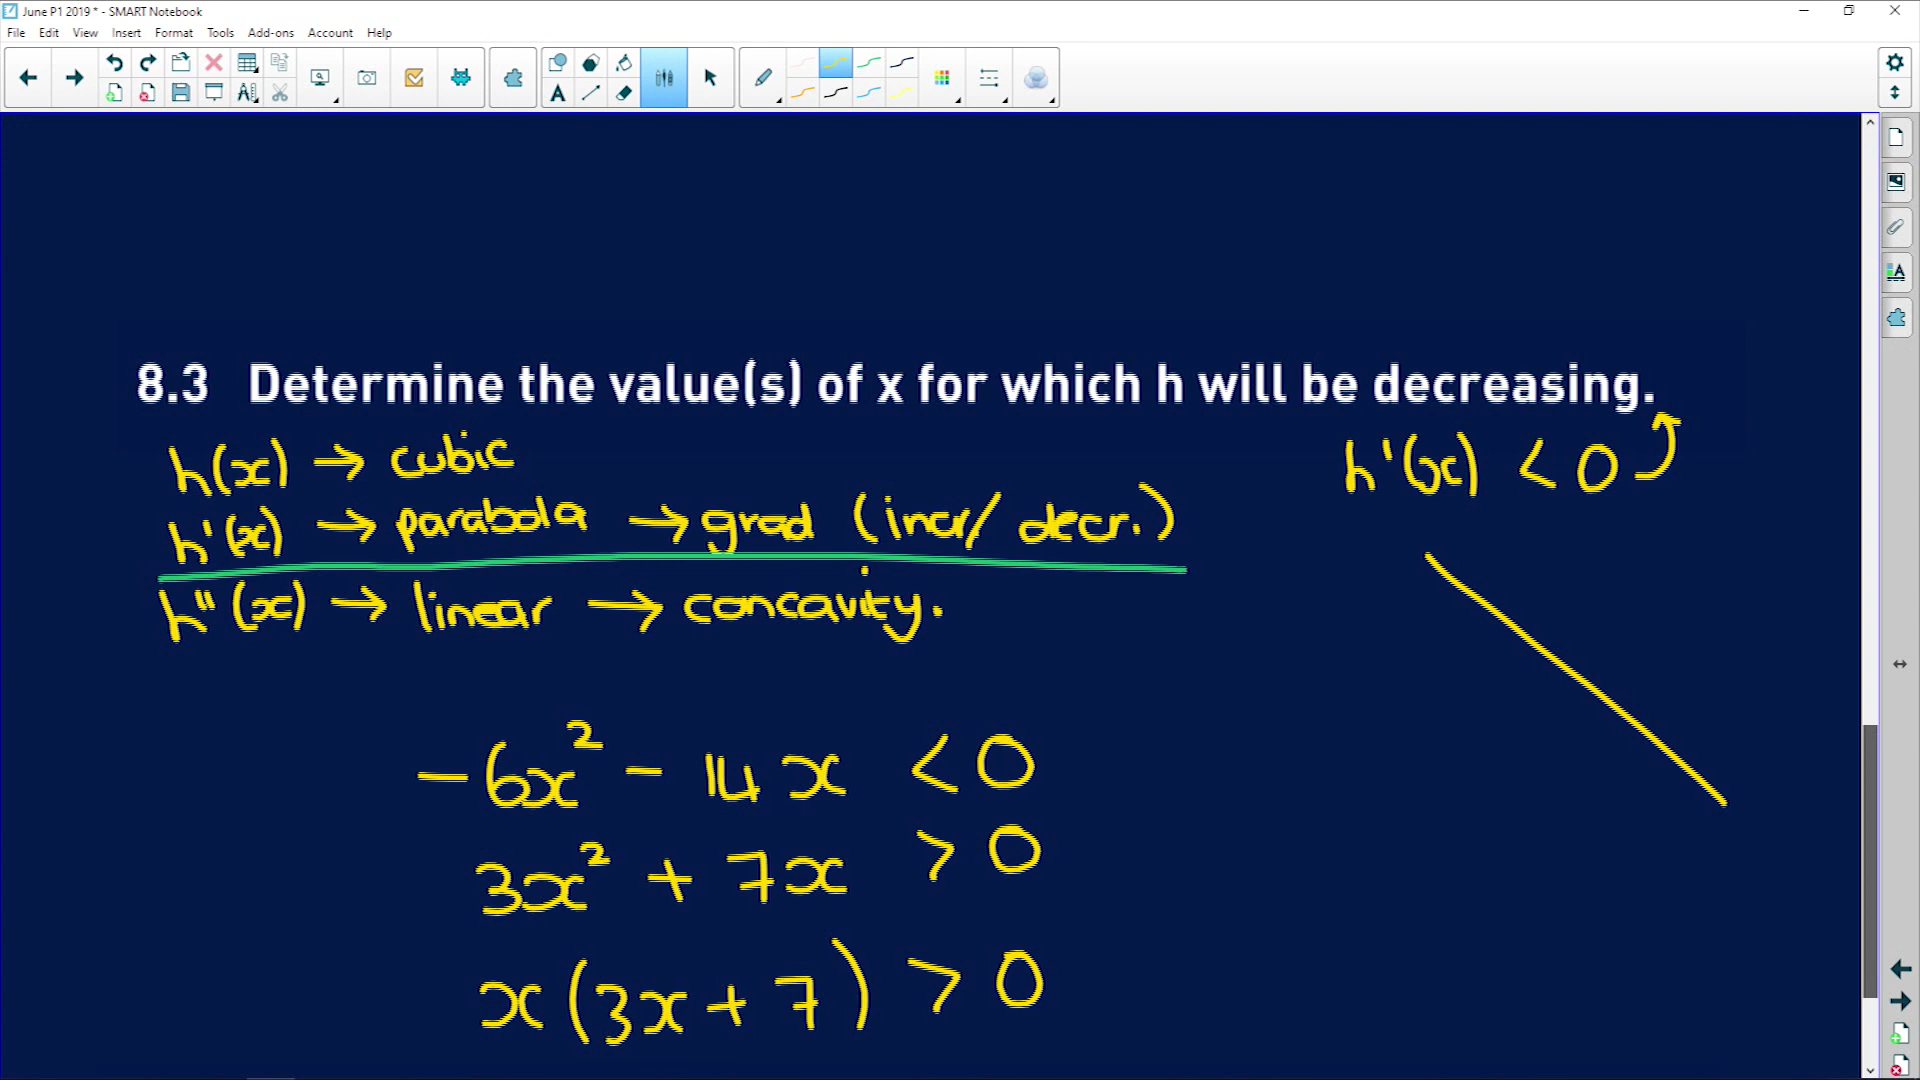 June P1 2019 * - SMART Notebook
File Edit View Insert Format Tools Add-ons Account Help
8.3 Determine the value(s) of x for which h will be decreasing.
h(x) → cubic
h'(x) < 0
h'(x) → parabola → grad (incr/ decr.)
h"(x) → linear → concavity.
-6x² - 14x < 0
3x² + 7x > 0
x(3x + 7) > 0